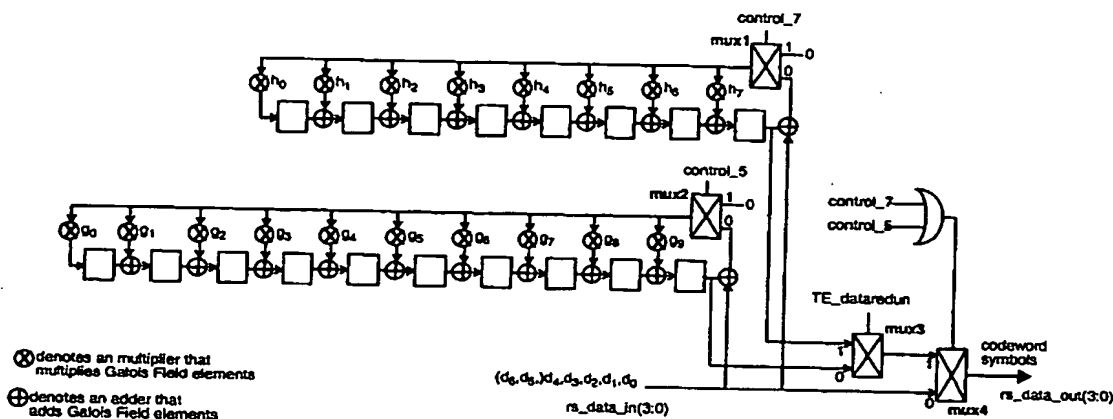 control_7
mux1
1
0
0
h0 h1 h2 h3 h4 h5 h6 h7
control_5
mux2
1
0
0
g0 g1 g2 g3 g4 g5 g6 g7 g8 g9
control_7
control_5
TE_dataredun
mux3
1
0
codeword
symbols
1
0
mux4
rs_data_out(3:0)
{d6,d5,}d4,d3,d2,d1,d0
rs_data_in(3:0)
denotes an multiplier that
multiplies Galois Field elements
denotes an adder that
adds Galois Field elements